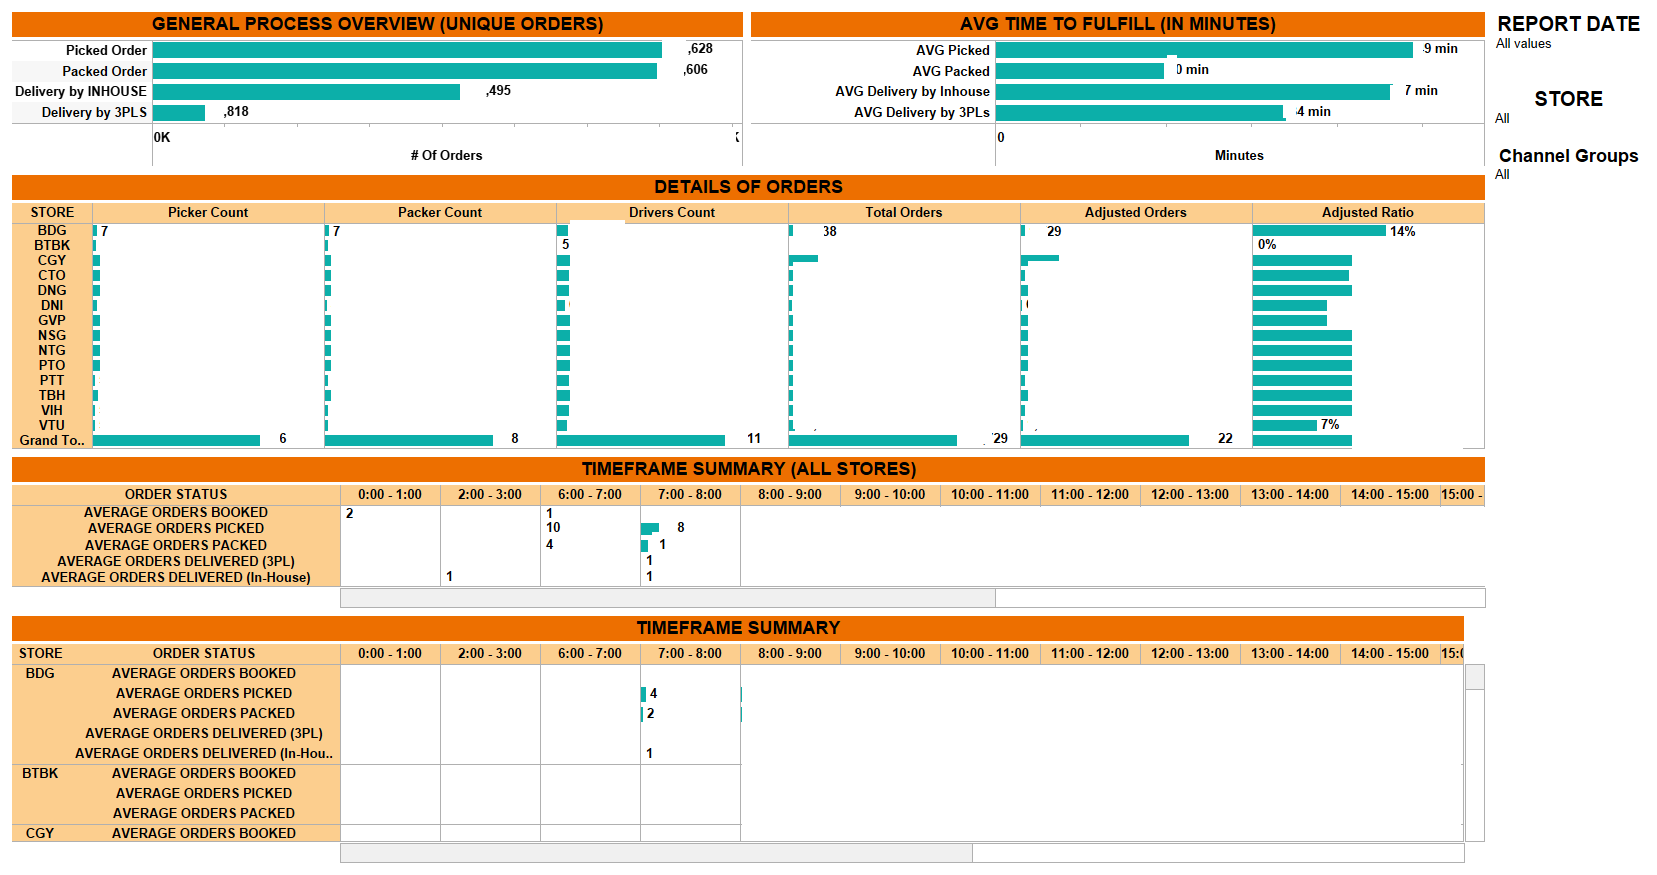 GENERAL PROCESS OVERVIEW (UNIQUE ORDERS)
Picked Order ,628
Packed Order ,606
Delivery by INHOUSE ,495
Delivery by 3PLS ,818
0K
# Of Orders
AVG TIME TO FULFILL (IN MINUTES)
AVG Picked 9 min
AVG Packed 0 min
AVG Delivery by Inhouse 7 min
AVG Delivery by 3PLs 4 min
0
Minutes
REPORT DATE
All values
STORE
All
Channel Groups
All
DETAILS OF ORDERS
STORE Picker Count Packer Count Drivers Count Total Orders Adjusted Orders Adjusted Ratio
BDG 7 7 38 29 14%
BTBK 5 0%
CGY
CTO
DNG
DNI
GVP
NSG
NTG
PTO
PTT
TBH
VIH
VTU 7%
Grand To.. 6 8 11 '29 22
TIMEFRAME SUMMARY (ALL STORES)
ORDER STATUS 0:00 - 1:00 2:00 - 3:00 6:00 - 7:00 7:00 - 8:00 8:00 - 9:00 9:00 - 10:00 10:00 - 11:00 11:00 - 12:00 12:00 - 13:00 13:00 - 14:00 14:00 - 15:00 15:00 -
AVERAGE ORDERS BOOKED 2 1
AVERAGE ORDERS PICKED 10 8
AVERAGE ORDERS PACKED 4 1
AVERAGE ORDERS DELIVERED (3PL) 1
AVERAGE ORDERS DELIVERED (In-House) 1 1
TIMEFRAME SUMMARY
STORE ORDER STATUS 0:00 - 1:00 2:00 - 3:00 6:00 - 7:00 7:00 - 8:00 8:00 - 9:00 9:00 - 10:00 10:00 - 11:00 11:00 - 12:00 12:00 - 13:00 13:00 - 14:00 14:00 - 15:00 15:0
BDG AVERAGE ORDERS BOOKED
AVERAGE ORDERS PICKED 4
AVERAGE ORDERS PACKED 2
AVERAGE ORDERS DELIVERED (3PL)
AVERAGE ORDERS DELIVERED (In-Hou.. 1
BTBK AVERAGE ORDERS BOOKED
AVERAGE ORDERS PICKED
AVERAGE ORDERS PACKED
CGY AVERAGE ORDERS BOOKED